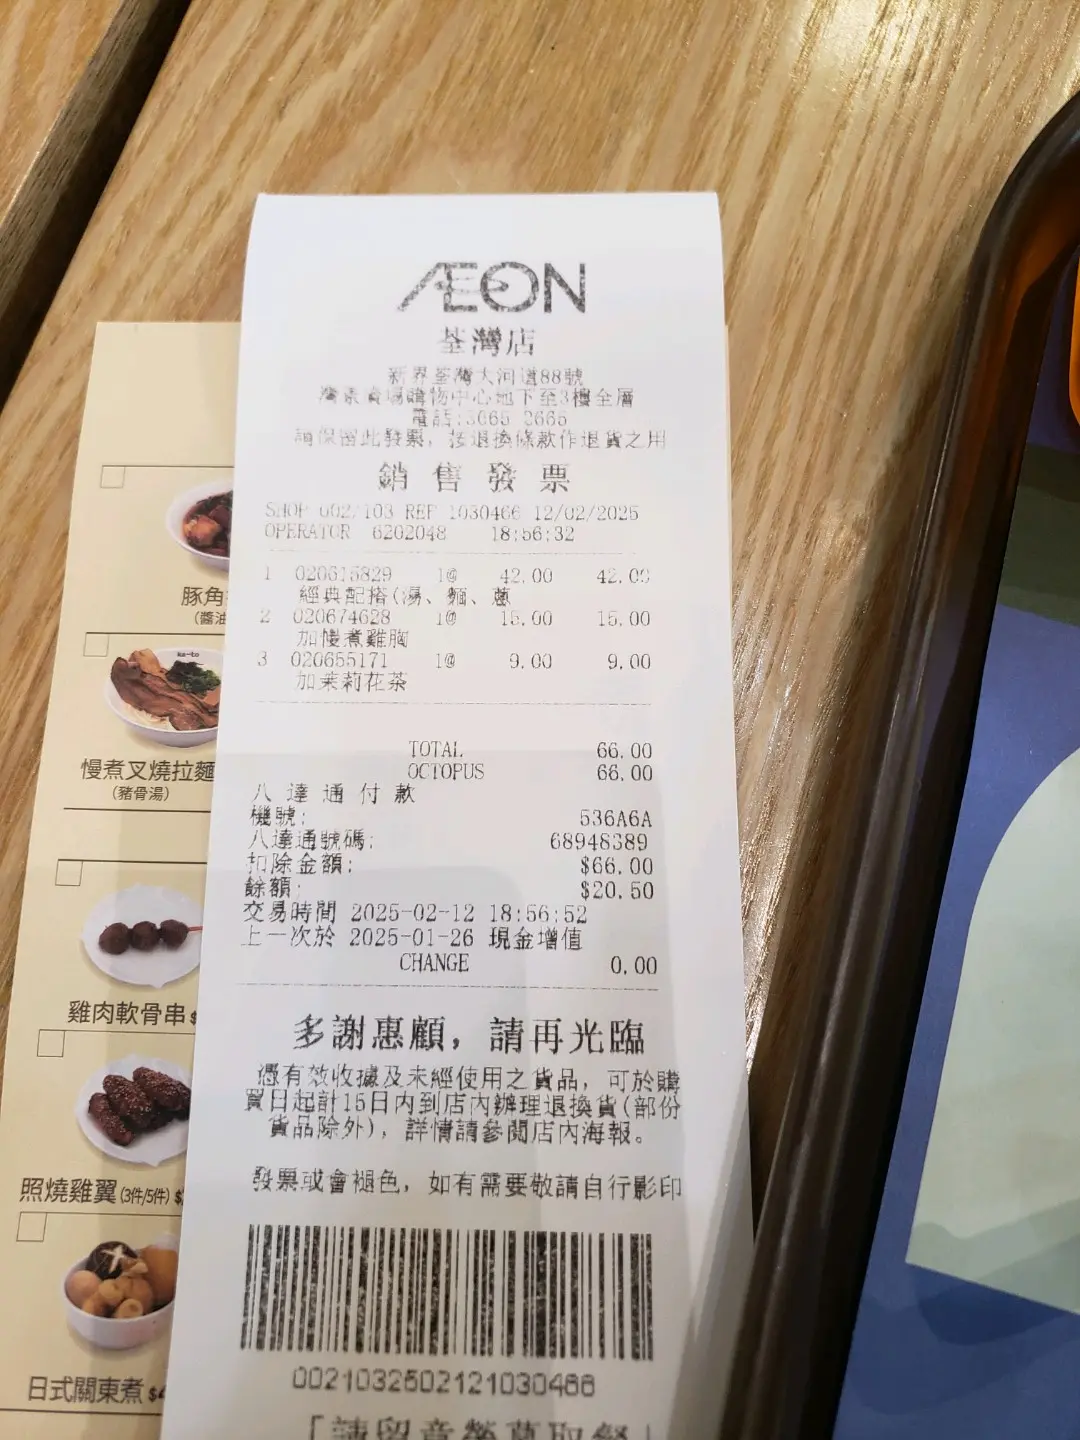 ÆON
荃灣店
新界荃灣大河道88號
灣景廣場購物中心地下至3樓全層
電話:3665 2665
請保留此發票，按退換條款作退貨之用
銷售發票
SHOP 002/103 REF 1030466 12/02/2025
OPERATOR 6202048 18:56:32
1 020615829 1@ 42.00 42.00
經典配搭(湯、麵、蔥
2 020674628 1@ 15.00 15.00
加慢煮雞胸
3 020655171 1@ 9.00 9.00
加茉莉花茶
TOTAL 66.00
OCTOPUS 66.00
八達通付款
機號: 536A6A
八達通號碼: 68948389
扣除金額: $66.00
餘額: $20.50
交易時間 2025-02-12 18:56:52
上一次於 2025-01-26 現金增值
CHANGE 0.00
多謝惠顧，請再光臨
憑有效收據及未經使用之貨品，可於購
買日起計15日內到店內辦理退換貨(部份
貨品除外)，詳情請參閱店內海報。
發票或會褪色，如有需要敬請自行影印
0021032502121030466
豚角
(醬油
ka-to
慢煮叉燒拉麵
(豬骨湯)
雞肉軟骨串$
照燒雞翼(3件/5件) $
日式關東煮$4